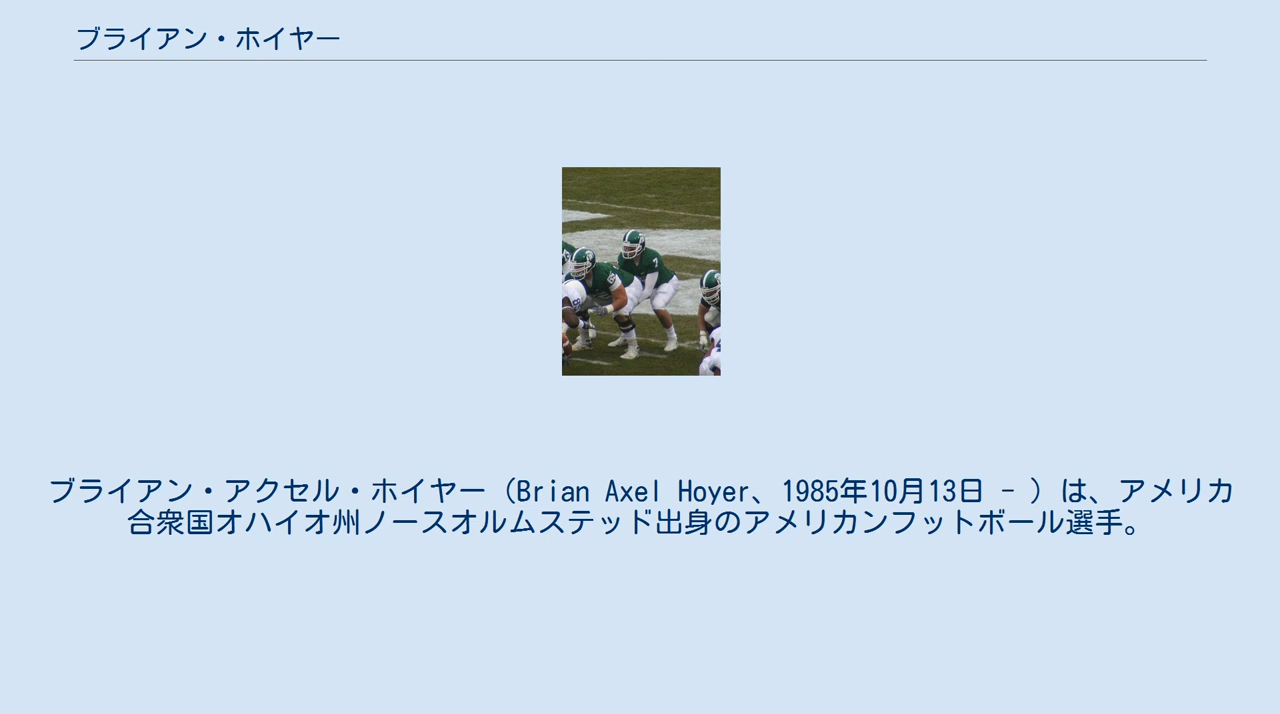 ブライアン・ホイヤー
7
ブライアン・アクセル・ホイヤー（Brian Axel Hoyer、1985年10月13日 - ）は、アメリカ
合衆国オハイオ州ノースオルムステッド出身のアメリカンフットボール選手。